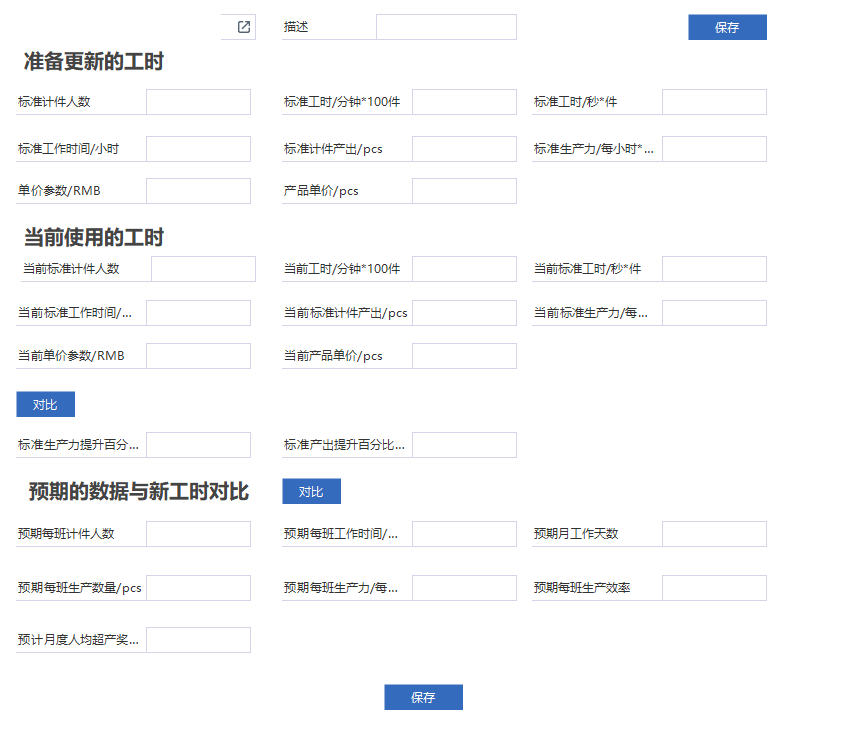 描述 保存
准备更新的工时
标准计件人数 标准工时/分钟*100件 标准工时/秒*件
标准工作时间/小时 标准计件产出/pcs 标准生产力/每小时*...
单价参数/RMB 产品单价/pcs
当前使用的工时
当前标准计件人数 当前工时/分钟*100件 当前标准工时/秒*件
当前标准工作时间/... 当前标准计件产出/pcs 当前标准生产力/每...
当前单价参数/RMB 当前产品单价/pcs
对比
标准生产力提升百分... 标准产出提升百分比...
预期的数据与新工时对比 对比
预期每班计件人数 预期每班工作时间/... 预期月工作天数
预期每班生产数量/pcs 预期每班生产力/每... 预期每班生产效率
预计月度人均超产奖...
保存